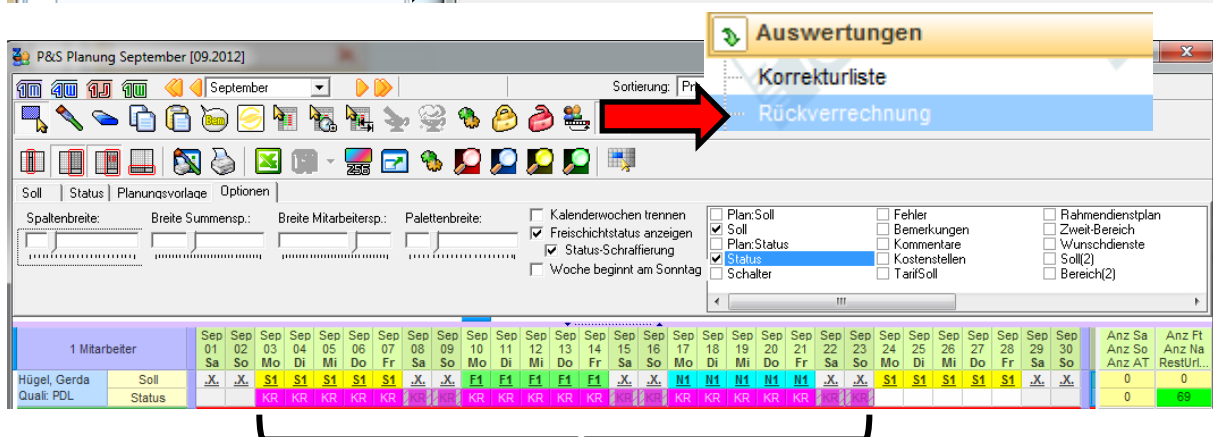 Auswertungen
P&S Planung September [09.2012]
Korrekturliste
September
Sortierung:
Rückverrechnung
Bem
256
Soll Status Planungsvorlage Optionen
Spaltenbreite: Breite Summensp.: Breite Mitarbeitersp.: Palettenbreite:
Kalenderwochen trennen
Freischichtstatus anzeigen
Status-Schraffierung
Woche beginnt am Sonntag
Plan:Soll Fehler Rahmendienstplan
Soll Bemerkungen Zweit-Bereich
Plan:Status Kommentare Wunschdienste
Status Kostenstellen Soll(2)
Schalter TarifSoll Bereich(2)
1 Mitarbeiter
Sep Sep Sep Sep Sep Sep Sep Sep Sep Sep Sep Sep Sep Sep Sep Sep Sep Sep Sep Sep Sep Sep Sep Sep Sep Sep Sep Sep Sep Sep Anz Sa Anz Ft
01 02 03 04 05 06 07 08 09 10 11 12 13 14 15 16 17 18 19 20 21 22 23 24 25 26 27 28 29 30 Anz So Anz Na
Sa So Mo Di Mi Do Fr Sa So Mo Di Mi Do Fr Sa So Mo Di Mi Do Fr Sa So Mo Di Mi Do Fr Sa So Anz AT RestUrl...
Hügel, Gerda Soll .X. .X. S1 S1 S1 S1 S1 .X. .X. F1 F1 F1 F1 F1 .X. .X. N1 N1 N1 N1 N1 .X. .X. S1 S1 S1 S1 S1 .X. .X. 0 0
Quali: PDL Status KR KR KR KR KR KR KR KR KR KR KR KR KR KR KR KR KR KR KR KR KR 0 69